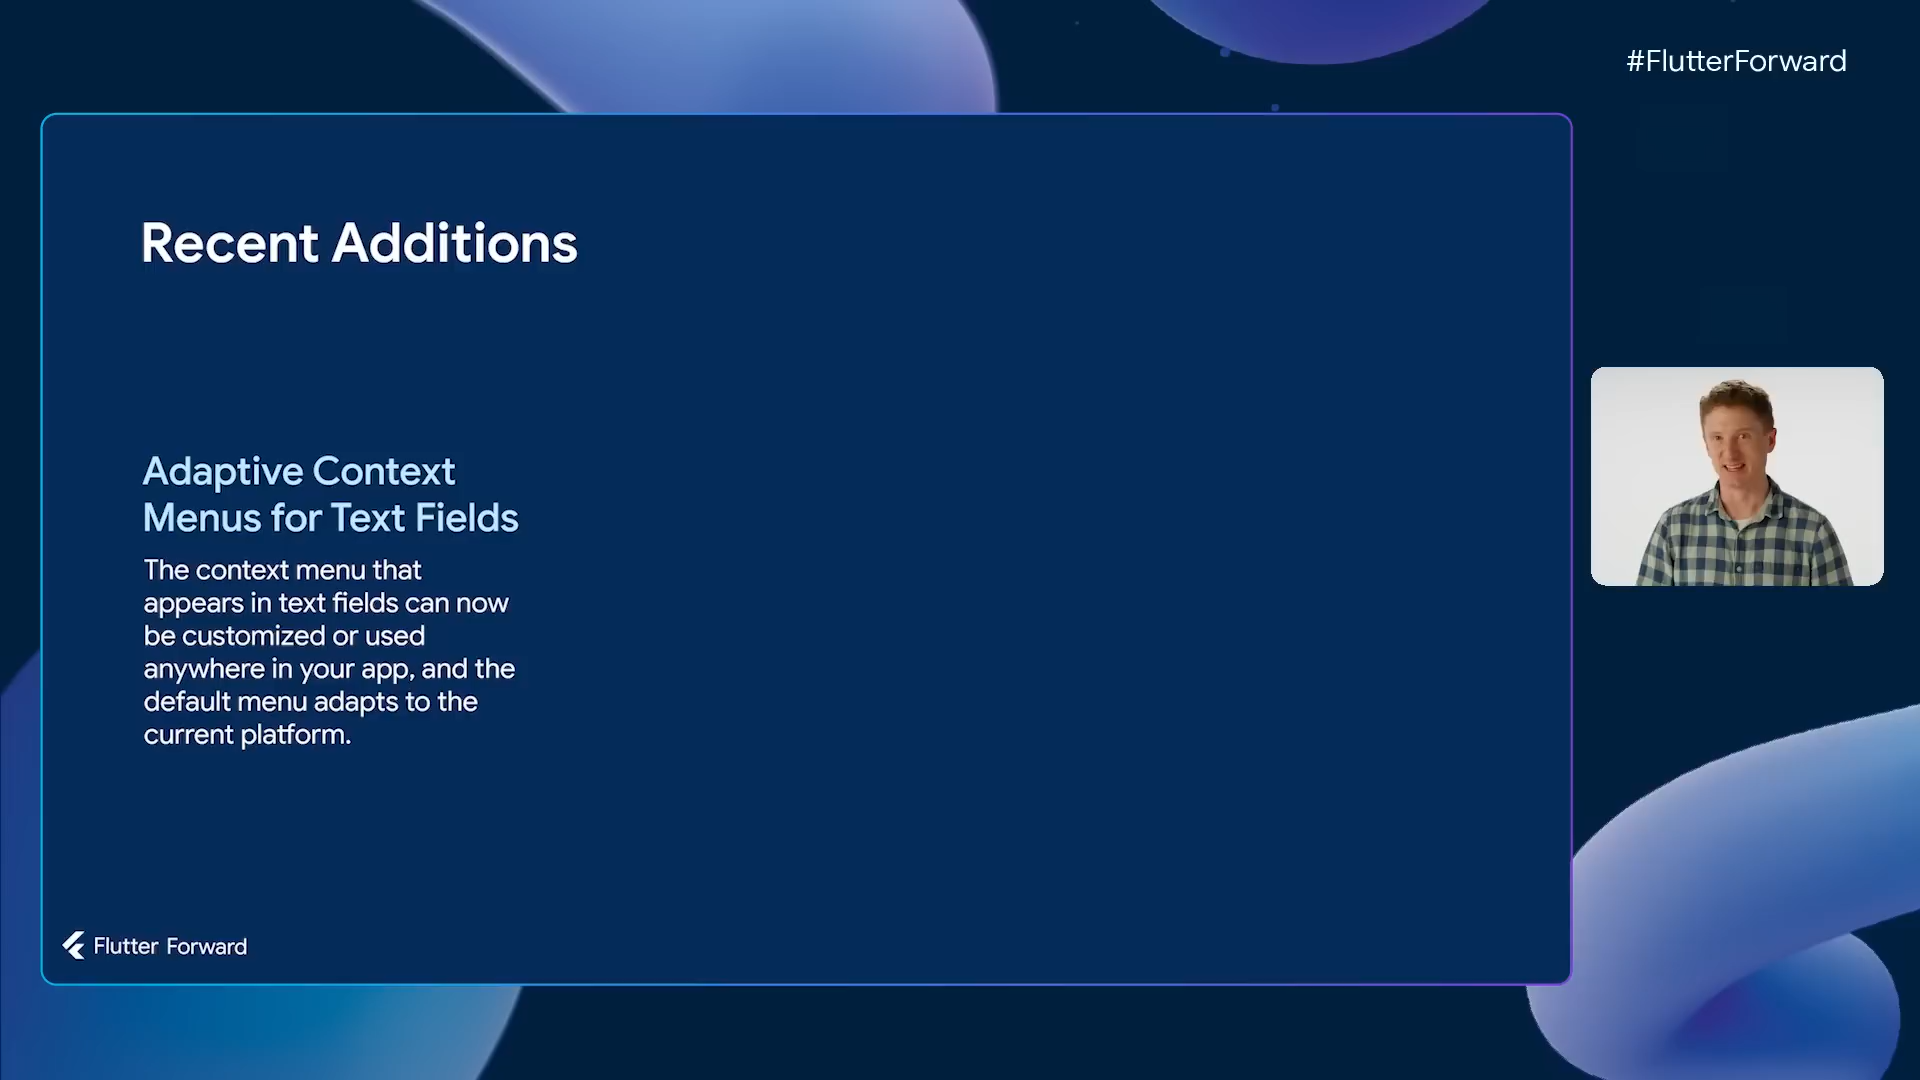 #FlutterForward
Recent Additions
Adaptive Context
Menus for Text Fields
The context menu that
appears in text fields can now
be customized or used
anywhere in your app, and the
default menu adapts to the
current platform.
Flutter Forward